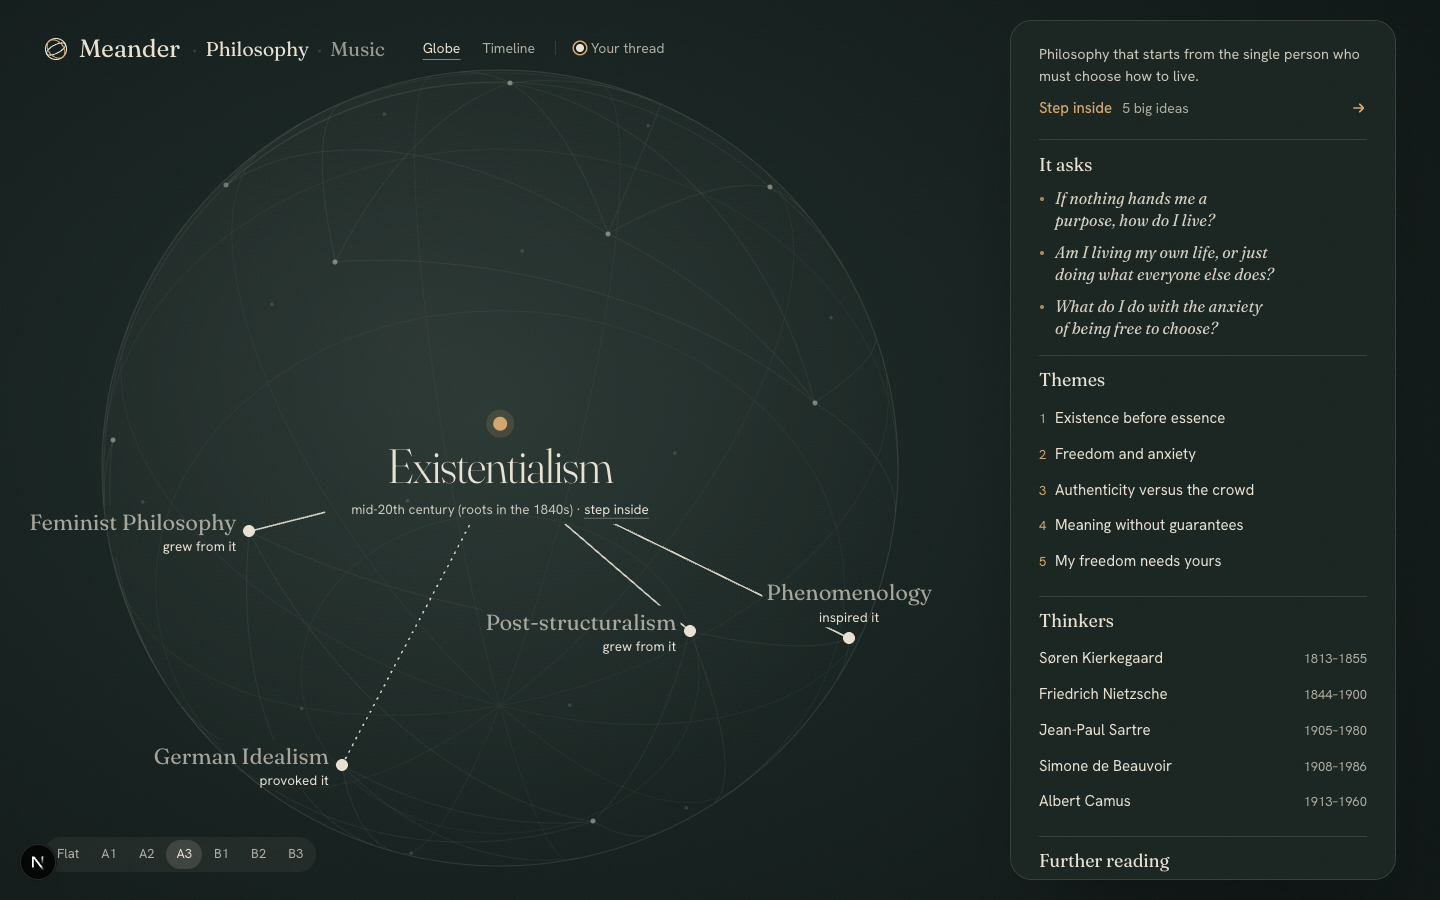 Meander · Philosophy · Music
Globe Timeline Your thread
Existentialism
mid-20th century (roots in the 1840s) · step inside
Feminist Philosophy
grew from it
Phenomenology
inspired it
Post-structuralism
grew from it
German Idealism
provoked it
Flat A1 A2 A3 B1 B2 B3
N
Philosophy that starts from the single person who
must choose how to live.
Step inside 5 big ideas →
It asks
• If nothing hands me a
purpose, how do I live?
• Am I living my own life, or just
doing what everyone else does?
• What do I do with the anxiety
of being free to choose?
Themes
1 Existence before essence
2 Freedom and anxiety
3 Authenticity versus the crowd
4 Meaning without guarantees
5 My freedom needs yours
Thinkers
Søren Kierkegaard 1813–1855
Friedrich Nietzsche 1844–1900
Jean-Paul Sartre 1905–1980
Simone de Beauvoir 1908–1986
Albert Camus 1913–1960
Further reading